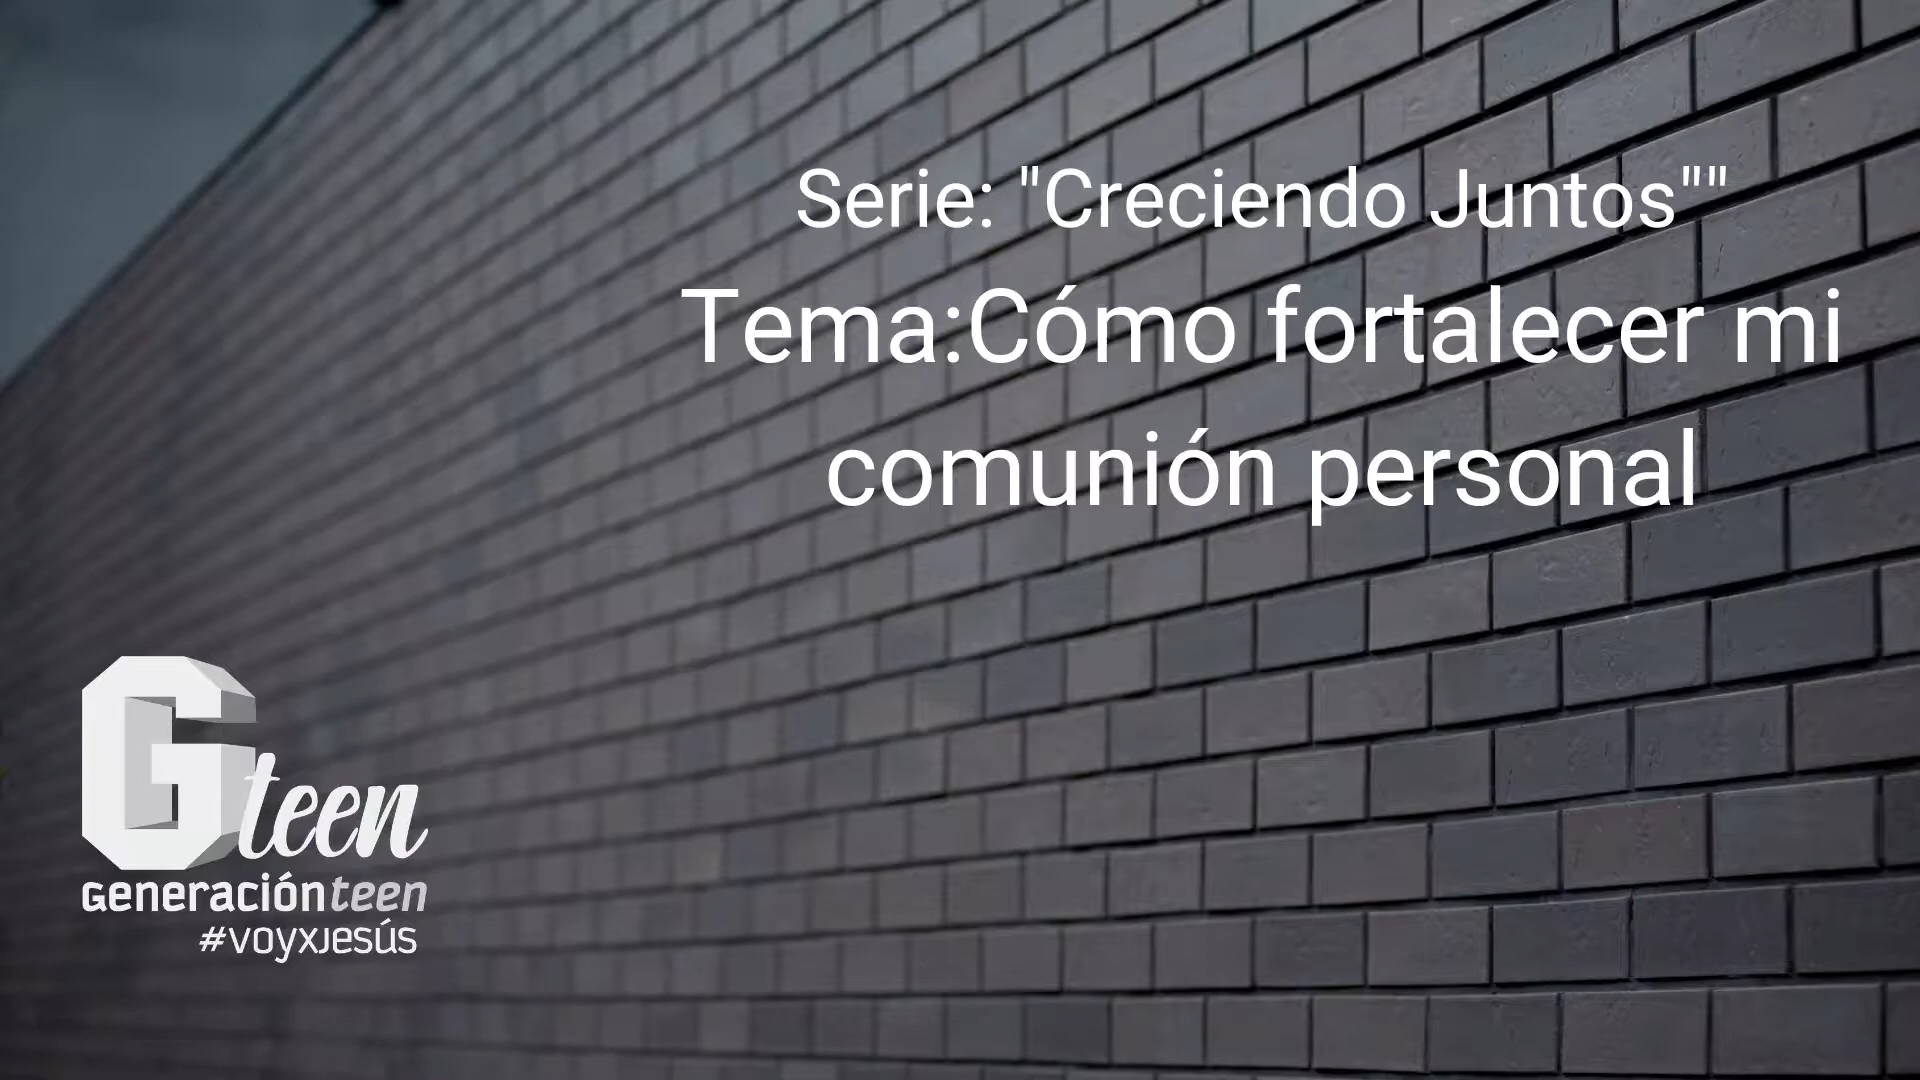 Serie: "Creciendo Juntos""
Tema:Cómo fortalecer mi
comunión personal
Gteen
Generaciónteen
#voyxJesús